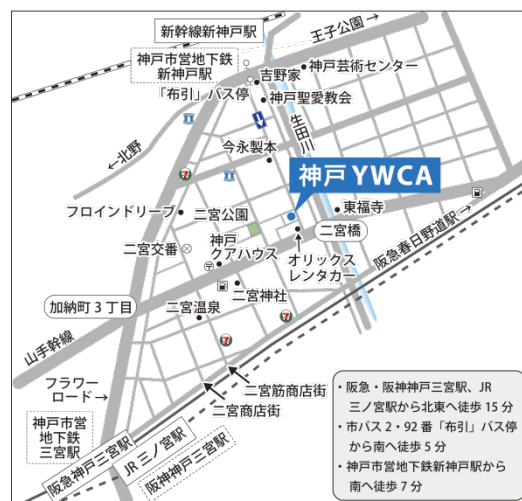 新幹線新神戸駅
王子公園→
神戸市営地下鉄
新神戸駅
神戸芸術センター
吉野家
「布引」バス停
神戸聖愛教会
生田川
←北野
今永製本
神戸 YWCA
フロインドリーブ
二宮公園
東福寺
二宮橋
二宮交番
神戸
クアハウス
オリックス
レンタカー
阪急春日野道駅→
加納町3丁目
二宮神社
二宮温泉
山手幹線
フラワー
ロード→
二宮筋商店街
二宮商店街
神戸市営
地下鉄
三宮駅
阪急神戸三宮駅
JR 三ノ宮駅
阪神神戸三宮駅
・阪急・阪神神戸三宮駅、JR
三ノ宮駅から北東へ徒歩 15 分
・市バス 2・92 番「布引」バス停
から南へ徒歩 5 分
・神戸市営地下鉄新神戸駅から
南へ徒歩 7 分